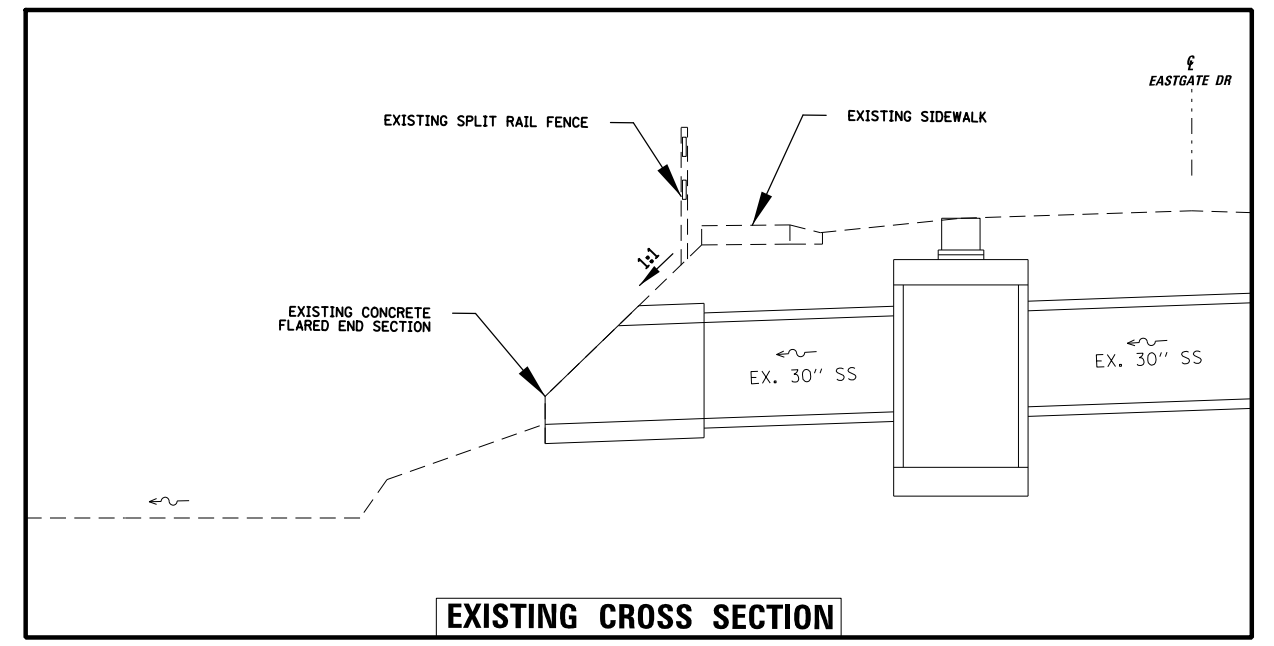 ℄
EASTGATE DR
EXISTING SPLIT RAIL FENCE
EXISTING SIDEWALK
1:1
EXISTING CONCRETE
FLARED END SECTION
EX. 30'' SS
EX. 30'' SS
EXISTING CROSS SECTION